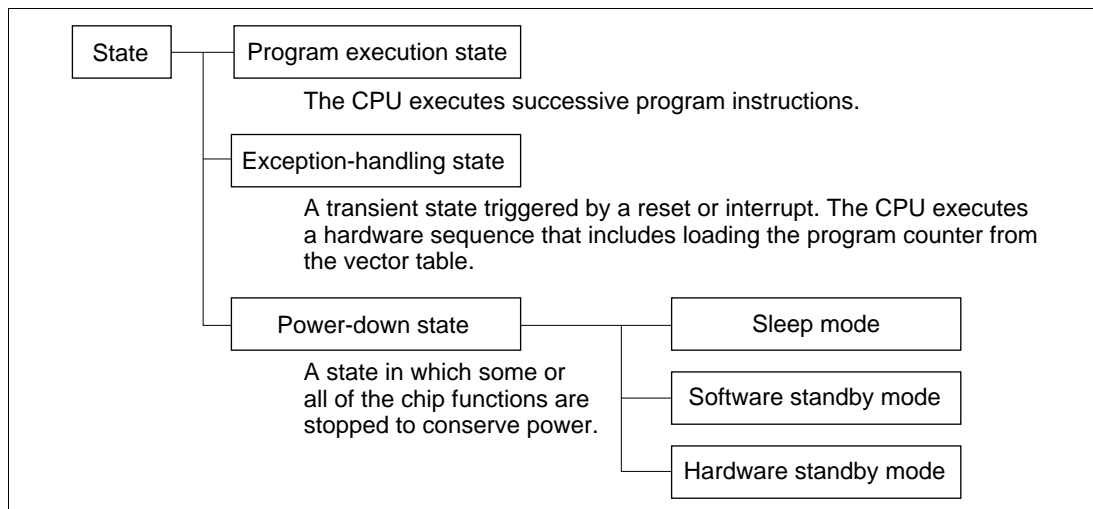 State
Program execution state
The CPU executes successive program instructions.
Exception-handling state
A transient state triggered by a reset or interrupt. The CPU executes
a hardware sequence that includes loading the program counter from
the vector table.
Power-down state
Sleep mode
A state in which some or
all of the chip functions are
stopped to conserve power.
Software standby mode
Hardware standby mode